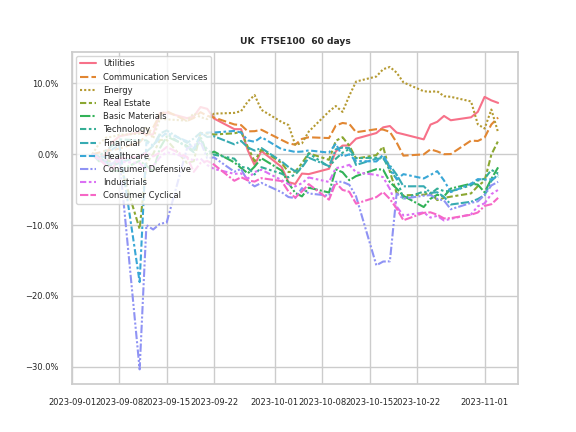 UK  FTSE100  60 days
Utilities
Communication Services
Energy
Real Estate
Basic Materials
Technology
Financial
Healthcare
Consumer Defensive
Industrials
Consumer Cyclical
10.0%
0.0%
−10.0%
−20.0%
−30.0%
2023-09-01 2023-09-08 2023-09-15 2023-09-22 2023-10-01 2023-10-08 2023-10-15 2023-10-22 2023-11-01